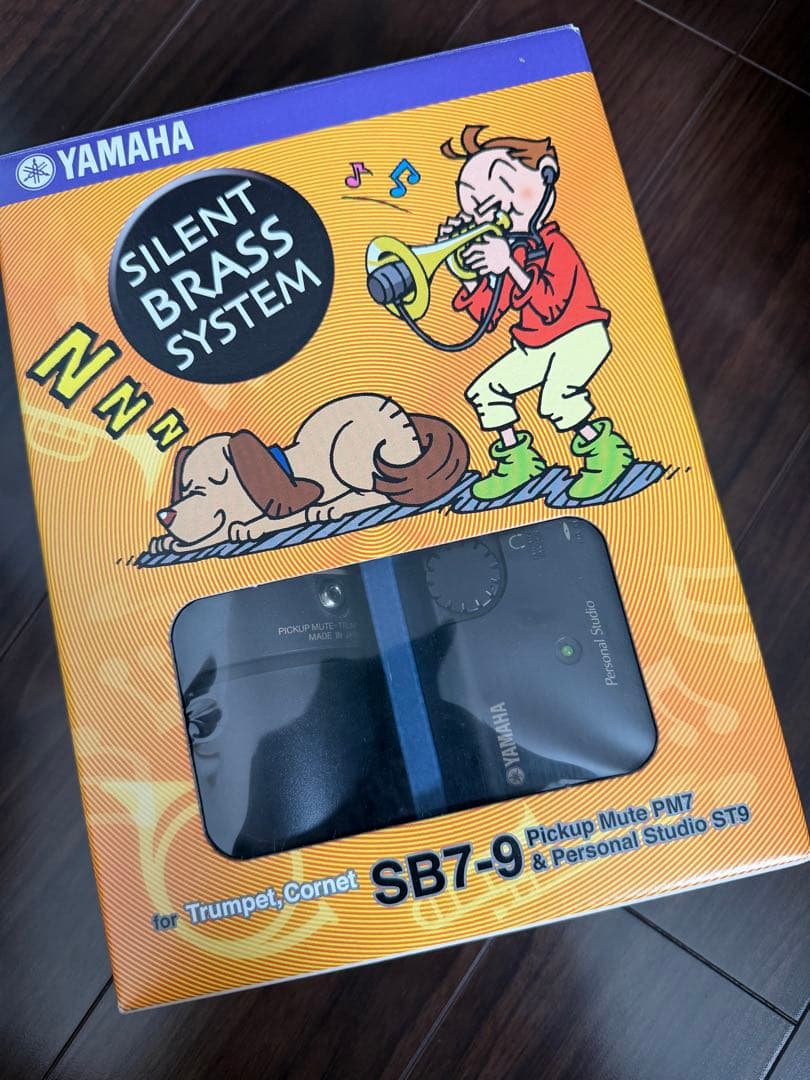 YAMAHA
SILENT
BRASS
SYSTEM
N N N
PICKUP MUTE
MADE IN
Personal Studio
YAMAHA
for Trumpet, Cornet SB7-9 Pickup Mute PM7
& Personal Studio ST9